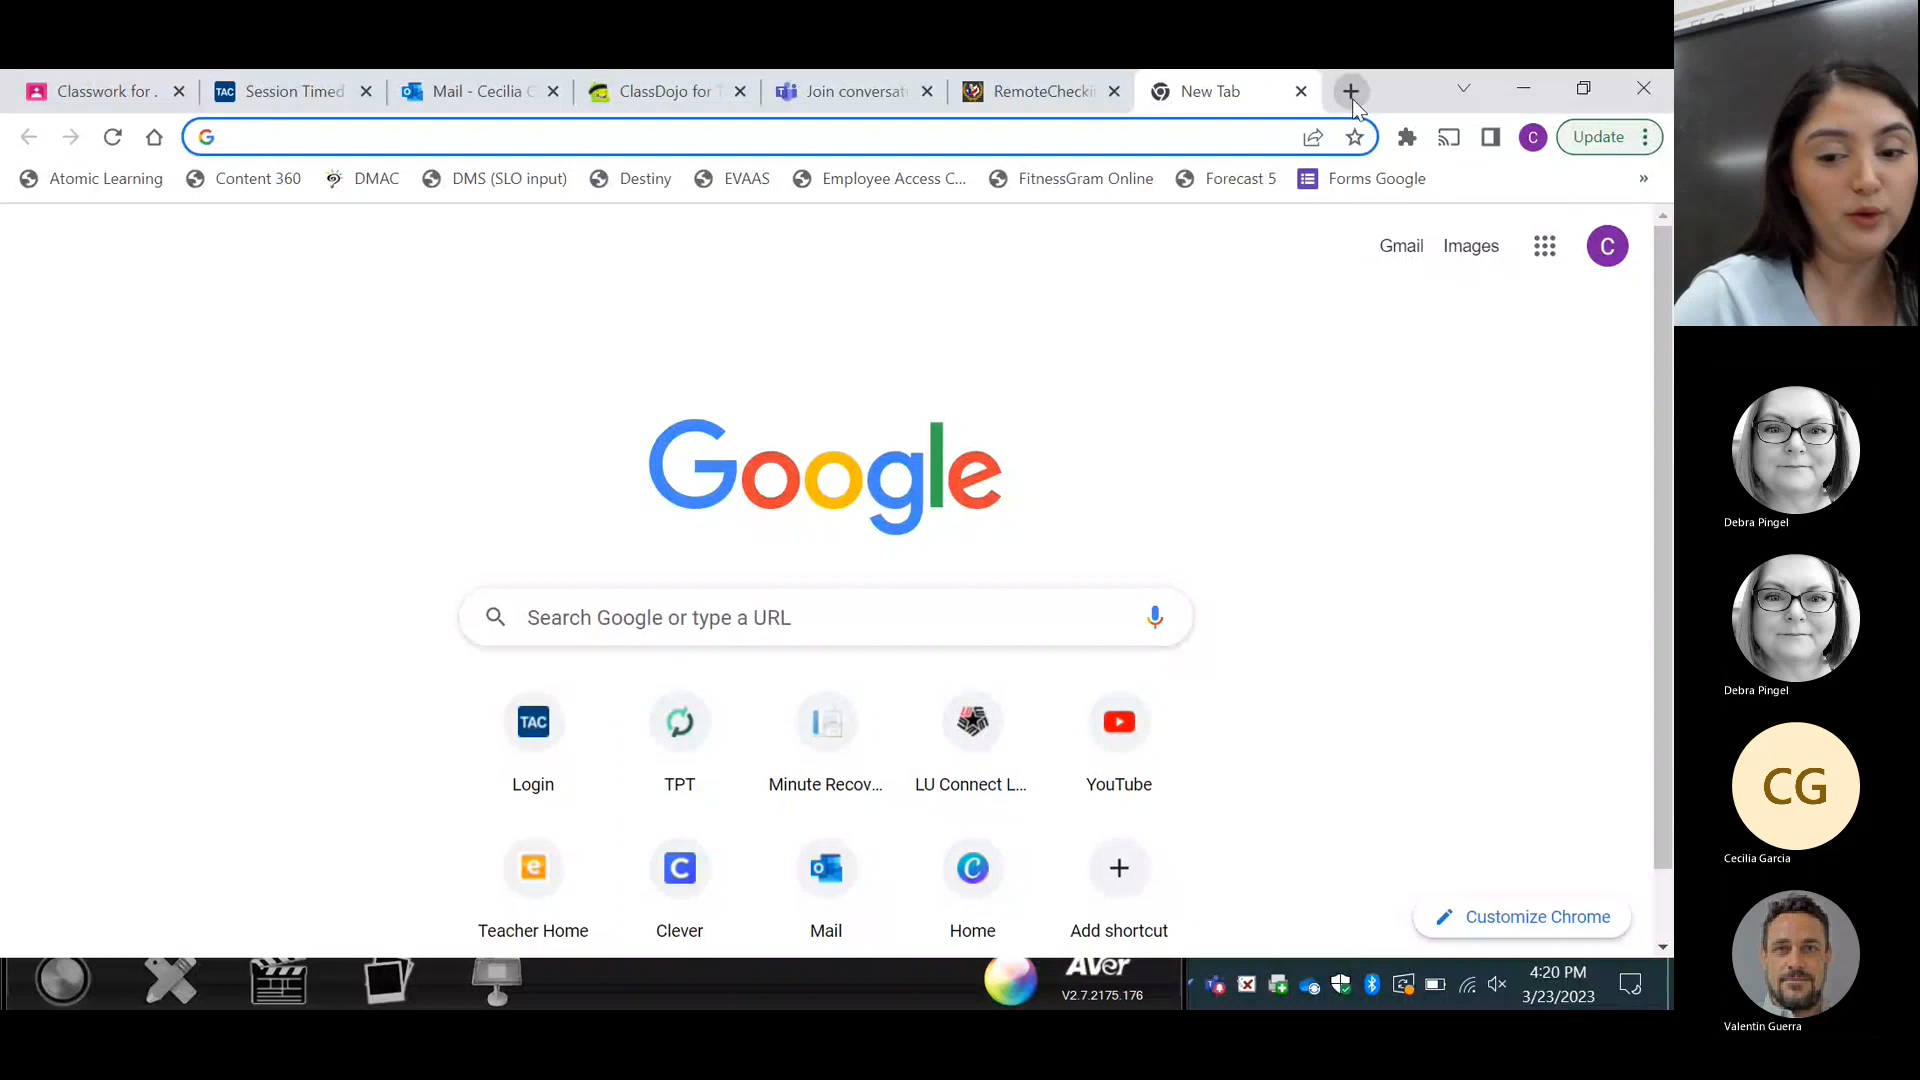 Classwork for .
Session Timed
Mail - Cecilia G
ClassDojo for T
Join conversat
RemoteCheckI
New Tab
C
Update
Atomic Learning
Content 360
DMAC
DMS (SLO input)
Destiny
EVAAS
Employee Access C...
FitnessGram Online
Forecast 5
Forms Google
»
Gmail
Images
C
Google
Search Google or type a URL
TAC
Login
TPT
Minute Recov...
LU Connect L...
YouTube
Teacher Home
Clever
Mail
Home
Add shortcut
Customize Chrome
AVer
V2.7.2175.176
4:20 PM
3/23/2023
Debra Pingel
Debra Pingel
CG
Cecilia Garcia
Valentin Guerra